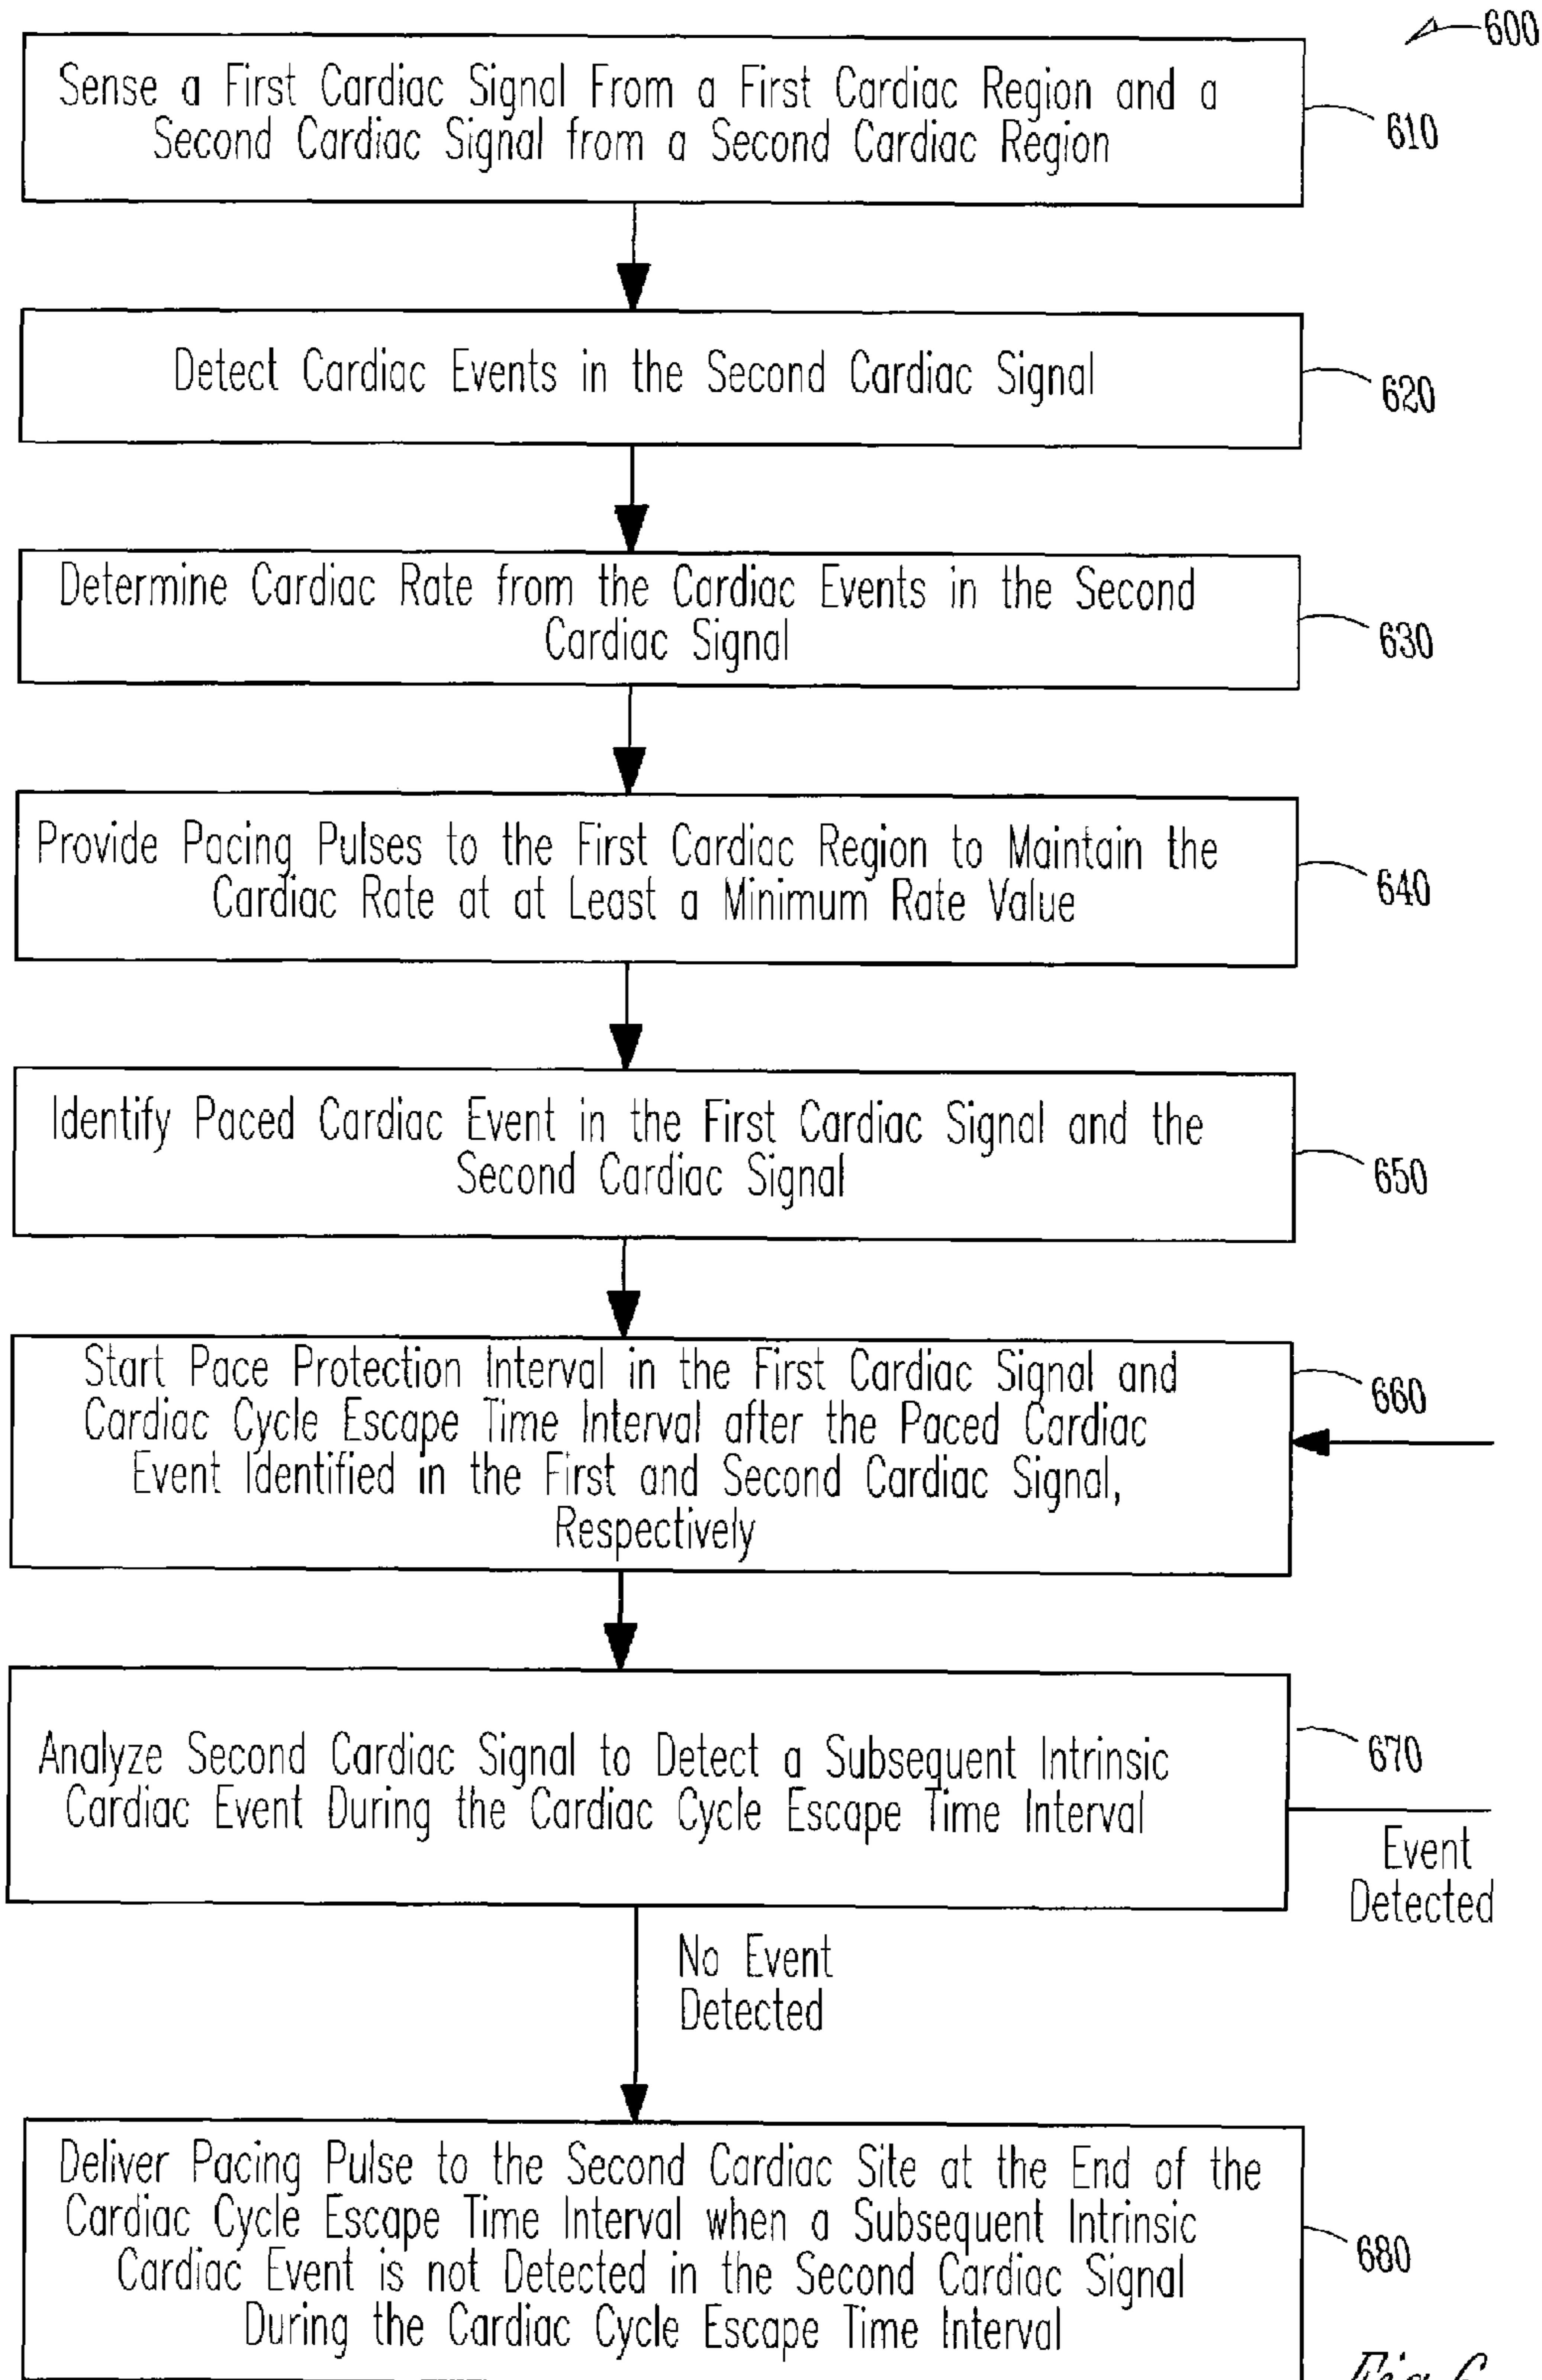 600
Sense a First Cardiac Signal From a First Cardiac Region and a
Second Cardiac Signal from a Second Cardiac Region
610
Detect Cardiac Events in the Second Cardiac Signal
620
Determine Cardiac Rate from the Cardiac Events in the Second
Cardiac Signal
630
Provide Pacing Pulses to the First Cardiac Region to Maintain the
Cardiac Rate at at Least a Minimum Rate Value
640
Identify Paced Cardiac Event in the First Cardiac Signal and the
Second Cardiac Signal
650
Start Pace Protection Interval in the First Cardiac Signal and
Cardiac Cycle Escape Time Interval after the Paced Cardiac
Event Identified in the First and Second Cardiac Signal,
Respectively
660
Analyze Second Cardiac Signal to Detect a Subsequent Intrinsic
Cardiac Event During the Cardiac Cycle Escape Time Interval
670
Event
Detected
No Event
Detected
Deliver Pacing Pulse to the Second Cardiac Site at the End of the
Cardiac Cycle Escape Time Interval when a Subsequent Intrinsic
Cardiac Event is not Detected in the Second Cardiac Signal
During the Cardiac Cycle Escape Time Interval
680